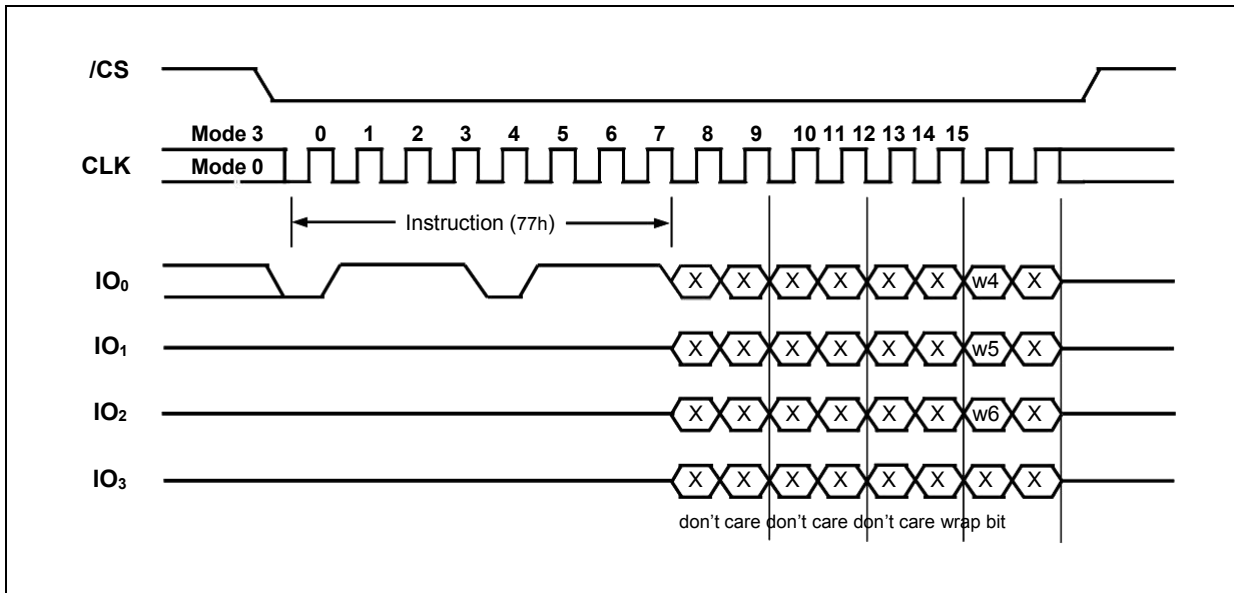 /CS
Mode 3 0 1 2 3 4 5 6 7 8 9 10 11 12 13 14 15
CLK Mode 0
Instruction (77h)
IO0 X X X X X X w4 X
IO1 X X X X X X w5 X
IO2 X X X X X X w6 X
IO3 X X X X X X X X
don't care don't care don't care wrap bit